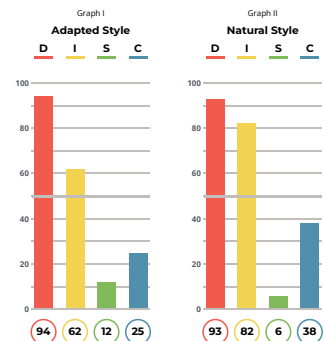 Graph I
Adapted Style
D I S C
100
80
60
40
20
0
94 62 12 25
Graph II
Natural Style
D I S C
100
80
60
40
20
0
93 82 6 38